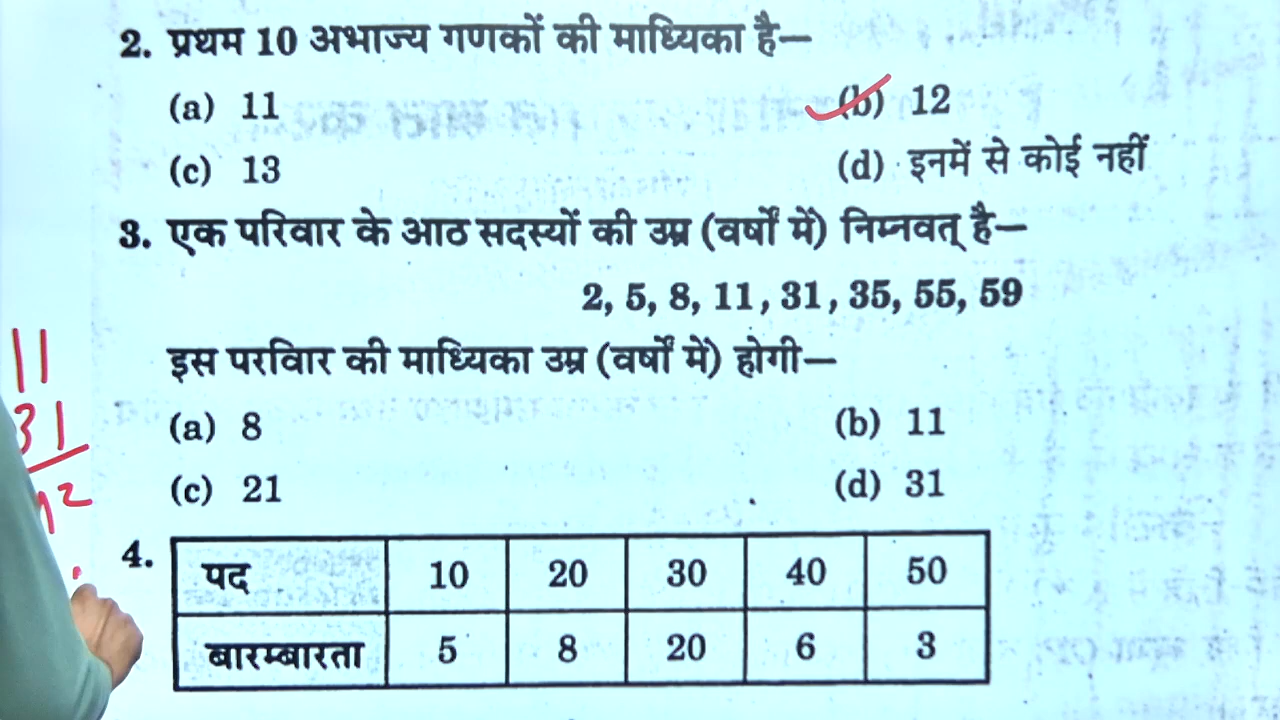 2. प्रथम 10 अभाज्य गणकों की माध्यिका है—
(a) 11 (b) 12
(c) 13 (d) इनमें से कोई नहीं
3. एक परिवार के आठ सदस्यों की उम्र (वर्षों में) निम्नवत् है—
2, 5, 8, 11, 31, 35, 55, 59
इस परविार की माध्यिका उम्र (वर्षों में) होगी—
11
31
(a) 8 (b) 11
(c) 21 (d) 31
4. पद 10 20 30 40 50
बारम्बारता 5 8 20 6 3